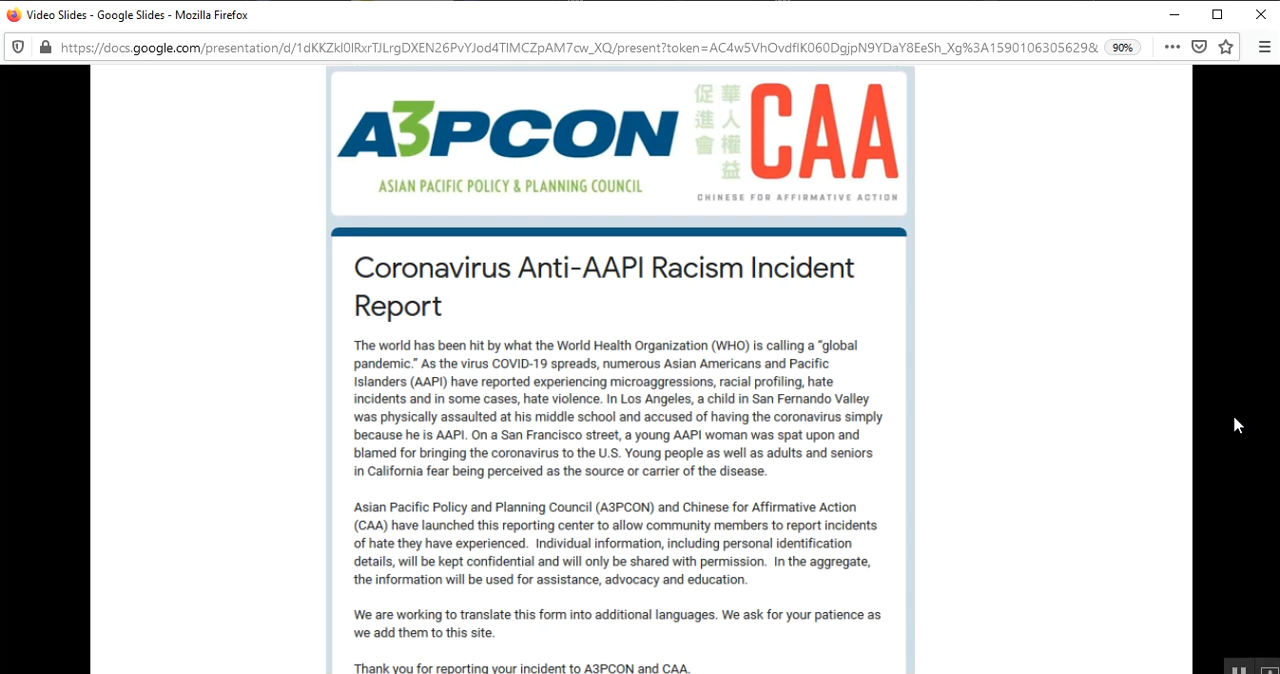 Video Slides - Google Slides - Mozilla Firefox
https://docs.google.com/presentation/d/1dKKZkl0lRxrTJLrgDXEN26PvYJod4TlMCZpAM7cw_XQ/present?token=AC4w5VhOvdflK060DgjpN9YDaY8EeSh_Xg%3A1590106305629&
90%
A3PCON
ASIAN PACIFIC POLICY & PLANNING COUNCIL
華人權益
促進會
CAA
CHINESE FOR AFFIRMATIVE ACTION
Coronavirus Anti-AAPI Racism Incident
Report
The world has been hit by what the World Health Organization (WHO) is calling a "global
pandemic." As the virus COVID-19 spreads, numerous Asian Americans and Pacific
Islanders (AAPI) have reported experiencing microaggressions, racial profiling, hate
incidents and in some cases, hate violence. In Los Angeles, a child in San Fernando Valley
was physically assaulted at his middle school and accused of having the coronavirus simply
because he is AAPI. On a San Francisco street, a young AAPI woman was spat upon and
blamed for bringing the coronavirus to the U.S. Young people as well as adults and seniors
in California fear being perceived as the source or carrier of the disease.
Asian Pacific Policy and Planning Council (A3PCON) and Chinese for Affirmative Action
(CAA) have launched this reporting center to allow community members to report incidents
of hate they have experienced. Individual information, including personal identification
details, will be kept confidential and will only be shared with permission. In the aggregate,
the information will be used for assistance, advocacy and education.
We are working to translate this form into additional languages. We ask for your patience as
we add them to this site.
Thank you for reporting your incident to A3PCON and CAA.